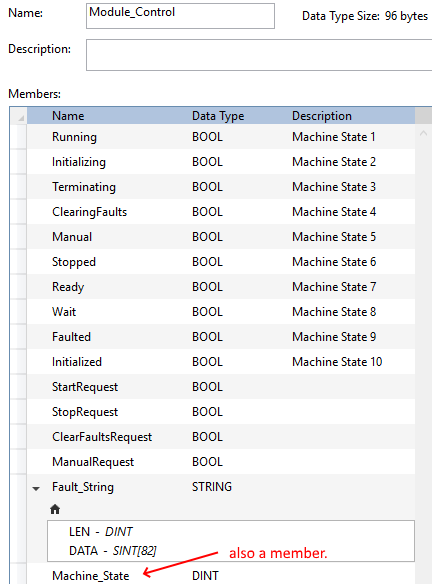 Name: Module_Control Data Type Size: 96 bytes
Description:
Members:
Name Data Type Description
Running BOOL Machine State 1
Initializing BOOL Machine State 2
Terminating BOOL Machine State 3
ClearingFaults BOOL Machine State 4
Manual BOOL Machine State 5
Stopped BOOL Machine State 6
Ready BOOL Machine State 7
Wait BOOL Machine State 8
Faulted BOOL Machine State 9
Initialized BOOL Machine State 10
StartRequest BOOL
StopRequest BOOL
ClearFaultsRequest BOOL
ManualRequest BOOL
Fault_String STRING
LEN - DINT
DATA - SINT[82] also a member.
Machine_State DINT